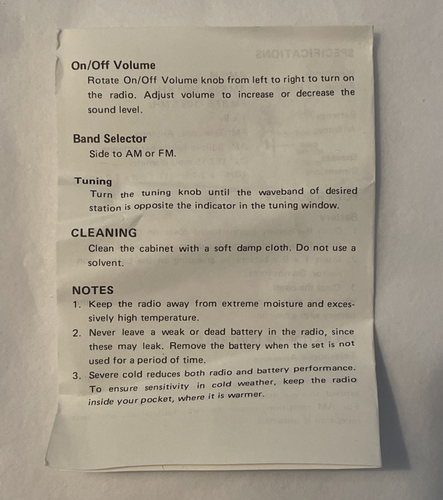 On/Off Volume
Rotate On/Off Volume knob from left to right to turn on
the radio. Adjust volume to increase or decrease the
sound level.
Band Selector
Side to AM or FM.
Tuning
Turn the tuning knob until the waveband of desired
station is opposite the indicator in the tuning window.
CLEANING
Clean the cabinet with a soft damp cloth. Do not use a
solvent.
NOTES
1. Keep the radio away from extreme moisture and exces-
sively high temperature.
2. Never leave a weak or dead battery in the radio, since
these may leak. Remove the battery when the set is not
used for a period of time.
3. Severe cold reduces both radio and battery performance.
To ensure sensitivity in cold weather, keep the radio
inside your pocket, where it is warmer.